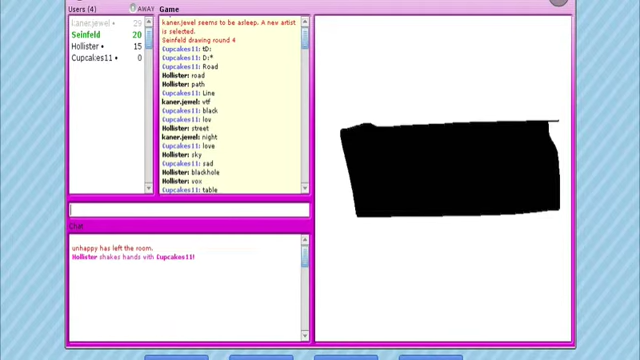 Users (4)
AWAY
Game
kaner.jewel • 29
Seinfeld 20
Hollister • 15
Cupcakes11 • 0
kaner.jewel seems to be asleep. A new artist
is selected.
Seinfeld drawing round 4
Cupcakes11: tD:
Cupcakes11: D:*
Cupcakes11: Road
Hollister: road
Hollister: path
Cupcakes11: Line
kaner.jewel: vtf
Cupcakes11: black
Cupcakes11: lov
Hollister: street
kaner.jewel: night
Cupcakes11: love
Hollister: sky
Cupcakes11: sad
Hollister: blackhole
Hollister: vox
Cupcakes11: table
Chat
unhappy has left the room.
Hollister shakes hands with Cupcakes11!